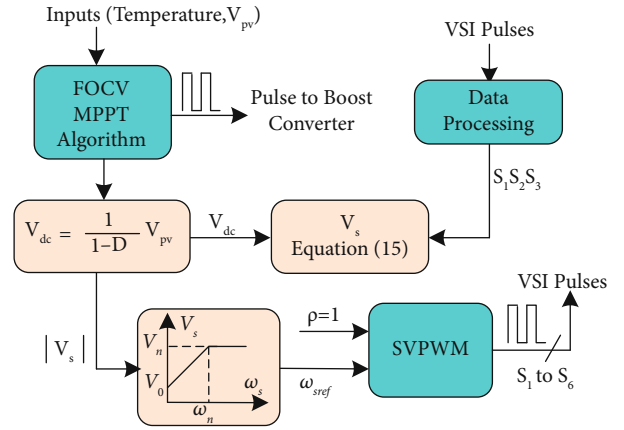 Inputs (Temperature,V_pv)
VSI Pulses
FOCV
MPPT
Algorithm
Pulse to Boost
Converter
Data
Processing
S_1S_2S_3
V_dc = 1/(1–D) V_pv
V_dc
V_s
Equation (15)
VSI Pulses
|V_s|
V_s
V_n
V_0
ω_s
ω_n
ρ=1
ω_sref
SVPWM
S_1 to S_6